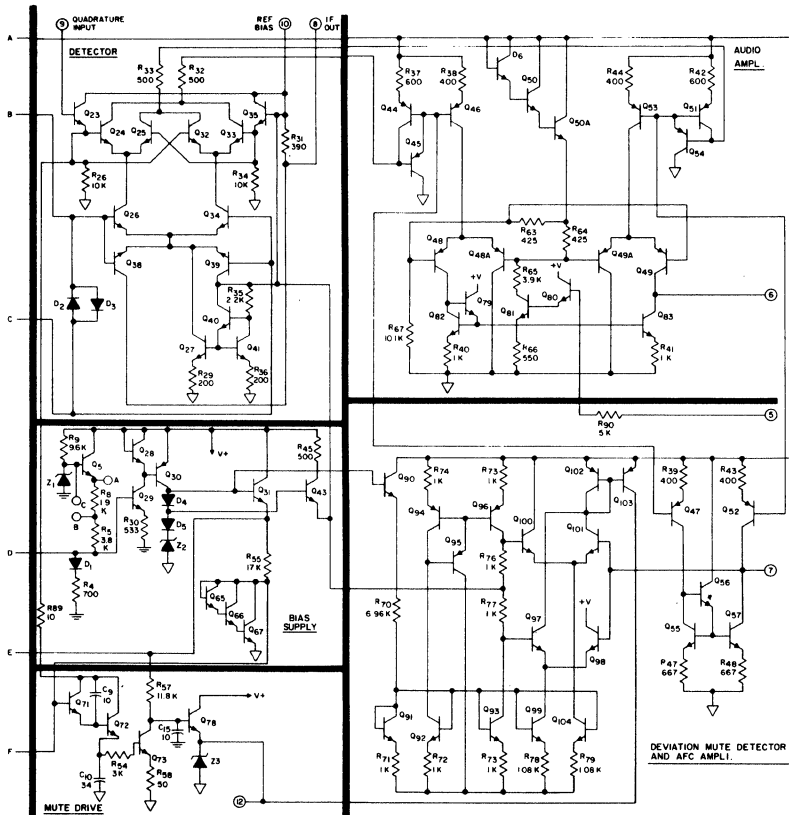 9 QUADRATURE INPUT
REF BIAS 10
8 IF OUT
A
DETECTOR
D6
AUDIO AMPL.
R33 500
R32 500
R37 600
R38 400
Q50
R44 400
R42 600
Q23
Q35
Q44
Q46
Q53
Q51
B
Q24
Q25
Q32
Q33
R31 390
Q50A
Q45
Q54
R26 10K
R34 10K
Q26
Q34
R63 425
R64 425
Q38
Q39
Q48
Q48A
Q49A
Q49
R65 3.9K
+V
+V
Q80
D2
D3
R35 2.2K
Q79
Q81
6
Q40
Q82
Q83
C
R67 10.1K
Q27
Q41
R40 1K
R66 550
R41 1K
R29 200
R36 200
5
R90 5K
R9 9.6K
Q28
V+
R45 500
Q5
A
Q30
Q90
R74 1K
R73 1K
Q102
R39 400
R43 400
Z1
C
R8 1.9 K
Q29
D4
Q31
Q43
Q94
Q96
Q100
Q103
Q47
Q52
B
R5 3.8 K
R30 533
D5
Q95
Q101
D
Z2
R76 1K
7
D1
R55 17K
R4 700
R70 6.96K
R77 1K
Q56
R89 10
Q65
Q66
Q67
BIAS SUPPLY
+V
Q97
Q98
Q55
Q57
E
R47 667
R48 667
R57 11.8K
V+
Q71
C9 10
Q72
Q78
Q91
Q92
Q93
Q99
Q104
C15 10
F
R54 3K
Q73
Z3
R71 1K
R72 1K
R73 1K
R78 1.08K
R79 1.08K
DEVIATION MUTE DETECTOR
AND AFC AMPLI.
C10 34
R58 50
MUTE DRIVE
12